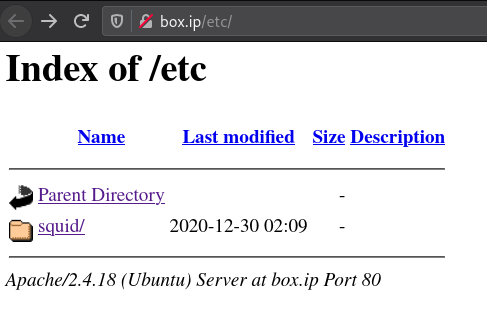 box.ip/etc/
Index of /etc
Name Last modified Size Description
Parent Directory -
squid/ 2020-12-30 02:09 -
Apache/2.4.18 (Ubuntu) Server at box.ip Port 80